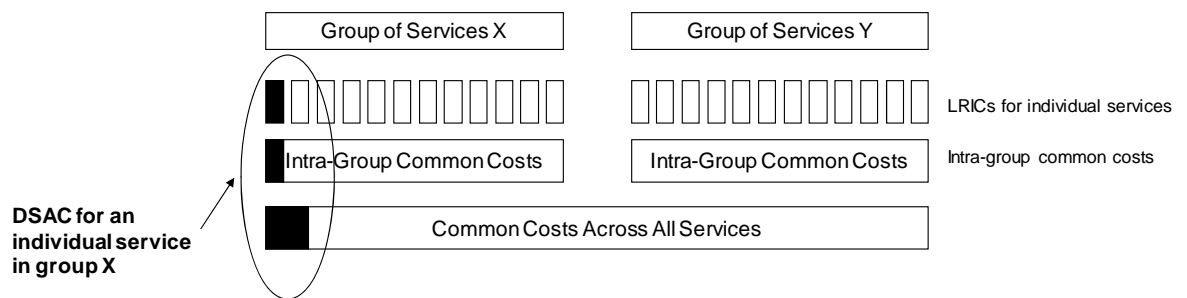 Group of Services X
Group of Services Y
LRICs for individual services
Intra-Group Common Costs
Intra-Group Common Costs
Intra-group common costs
DSAC for an
individual service
in group X
Common Costs Across All Services